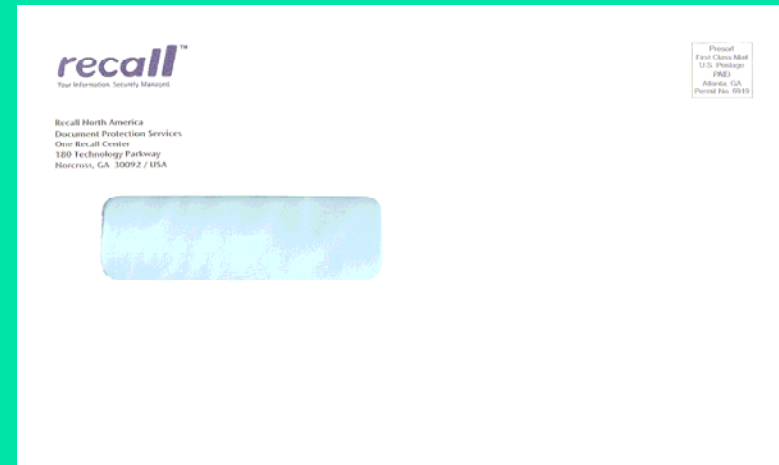 recall™
Your Information. Securely Managed.
Recall North America
Document Protection Services
One Recall Center
180 Technology Parkway
Norcross, GA 30092 / USA
Presort
First Class Mail
U.S. Postage
PAID
Atlanta, GA
Permit No.